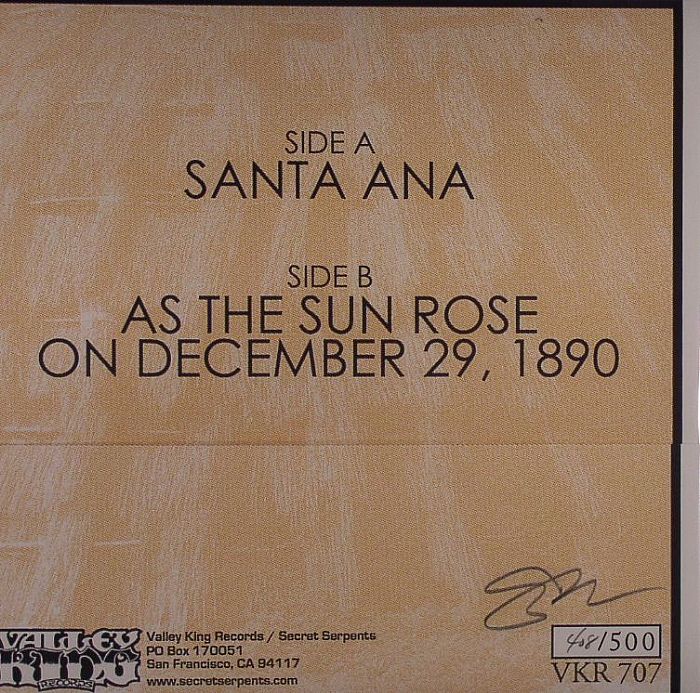 SIDE A
SANTA ANA
SIDE B
AS THE SUN ROSE
ON DECEMBER 29, 1890
VALLEY
KING
RECORDS
Valley King Records / Secret Serpents
PO Box 170051
San Francisco, CA 94117
www.secretserpents.com
408/500
VKR 707